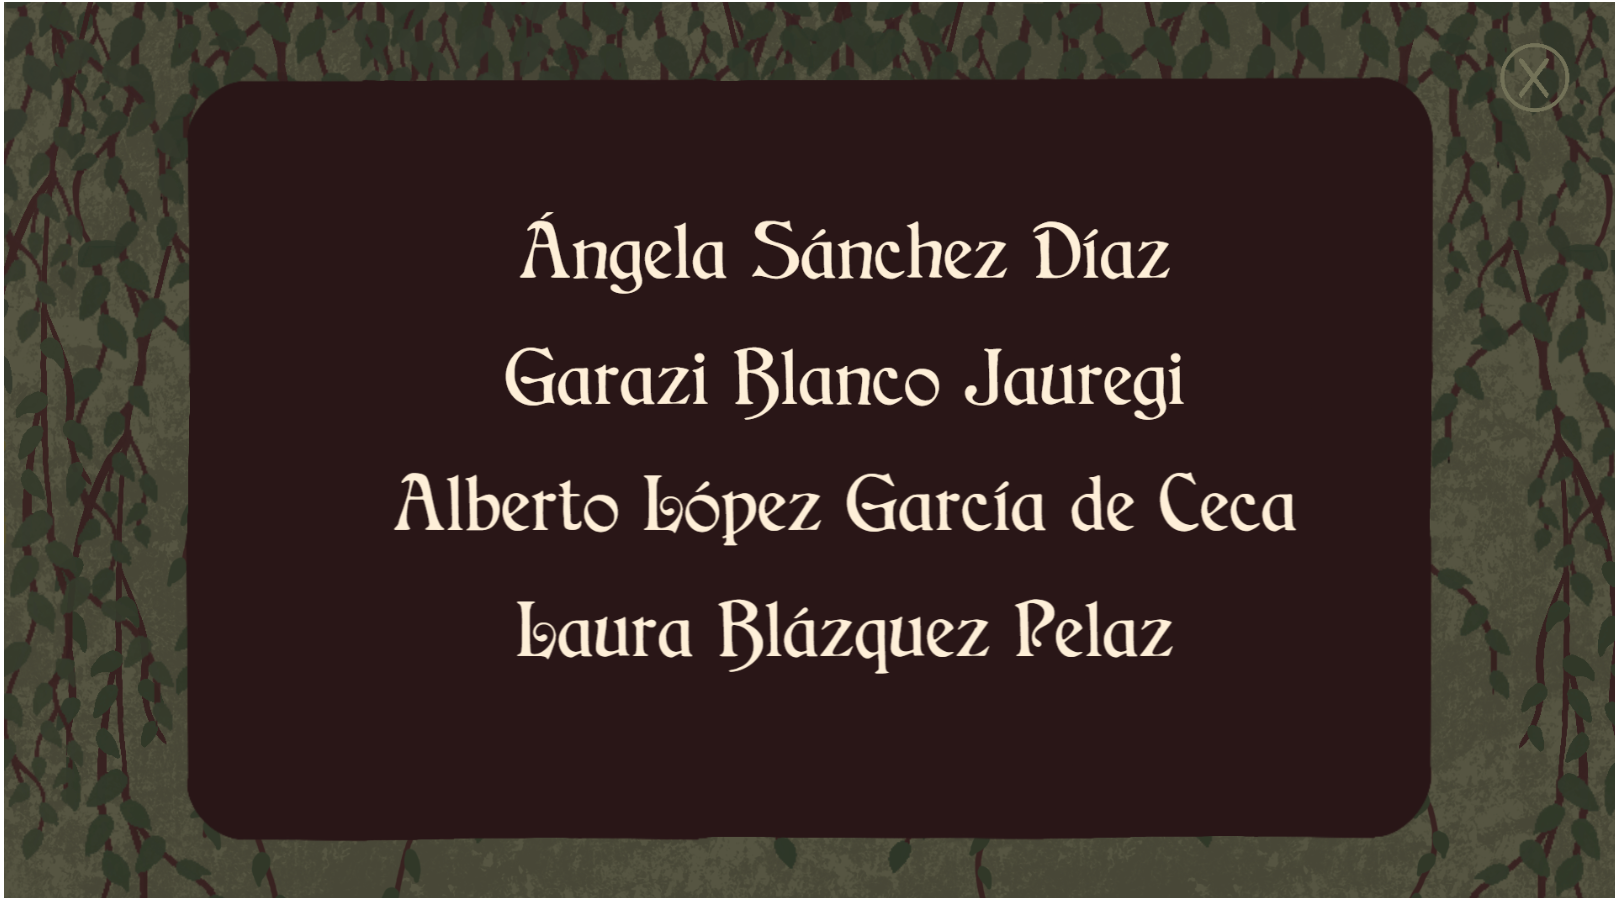 X
Ángela Sánchez Díaz
Garazi Blanco Jauregi
Alberto López García de Ceca
Laura Blázquez Pelaz